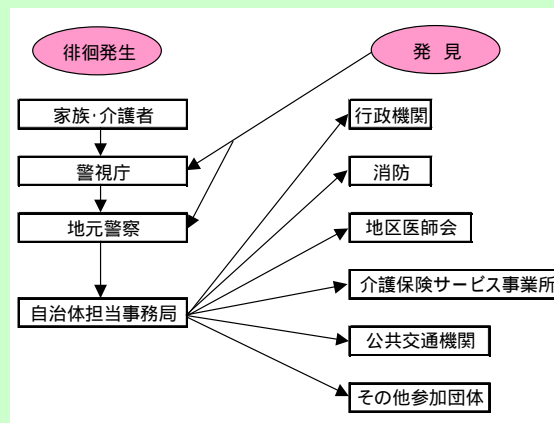 徘徊発生
発 見
家族・介護者
警視庁
地元警察
自治体担当事務局
行政機関
消防
地区医師会
介護保険サービス事業所
公共交通機関
その他参加団体